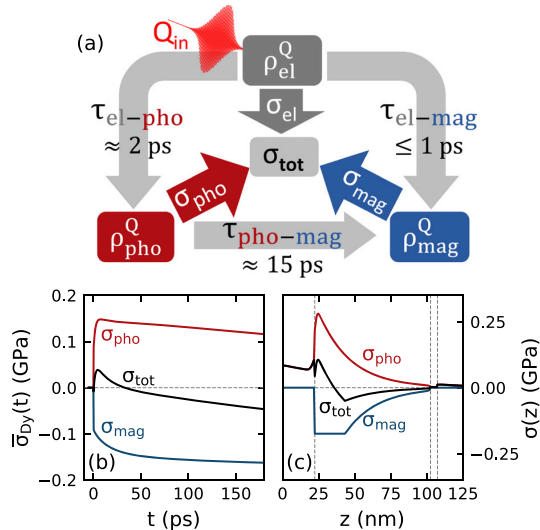 (a)
Q_in
ρ^Q_el
σ_el
τ_el−pho
≈ 2 ps
τ_el−mag
≤ 1 ps
σ_tot
σ_pho
σ_mag
ρ^Q_pho
τ_pho−mag
≈ 15 ps
ρ^Q_mag
0.2
0.1
0.0
−0.1
−0.2
σ̅_Dy(t) (GPa)
σ_pho
σ_tot
σ_mag
(b)
0
50
100
150
t (ps)
σ_pho
σ_tot
σ_mag
(c)
0.25
0.00
−0.25
σ(z) (GPa)
0
25
50
75
100
125
z (nm)